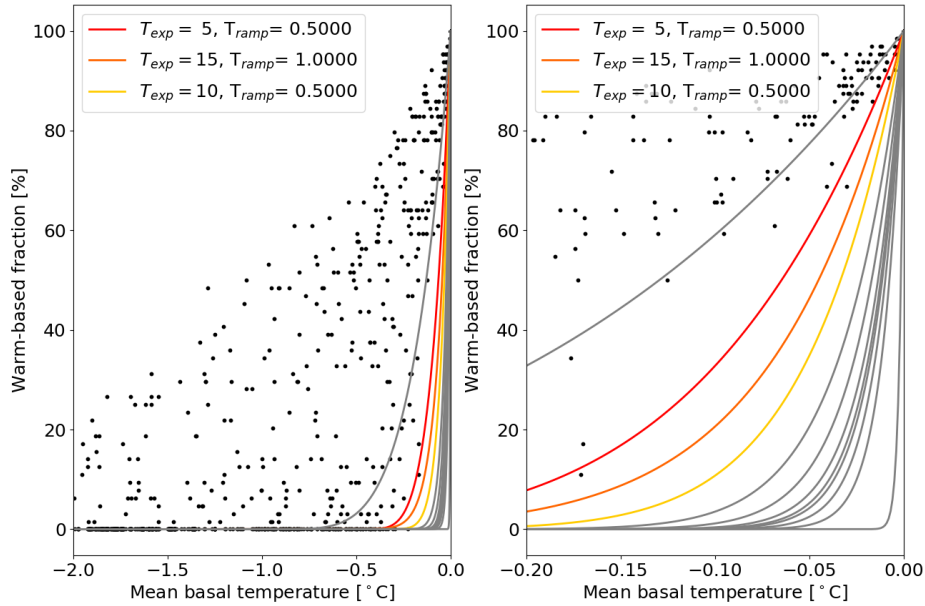 T_exp = 5, T_ramp= 0.5000
T_exp = 15, T_ramp= 1.0000
T_exp = 10, T_ramp= 0.5000
Warm-based fraction [%]
100
80
60
40
20
0
-2.0 -1.5 -1.0 -0.5 0.0
Mean basal temperature [°C]
T_exp = 5, T_ramp= 0.5000
T_exp = 15, T_ramp= 1.0000
T_exp = 10, T_ramp= 0.5000
Warm-based fraction [%]
100
80
60
40
20
0
-0.20 -0.15 -0.10 -0.05 0.00
Mean basal temperature [°C]